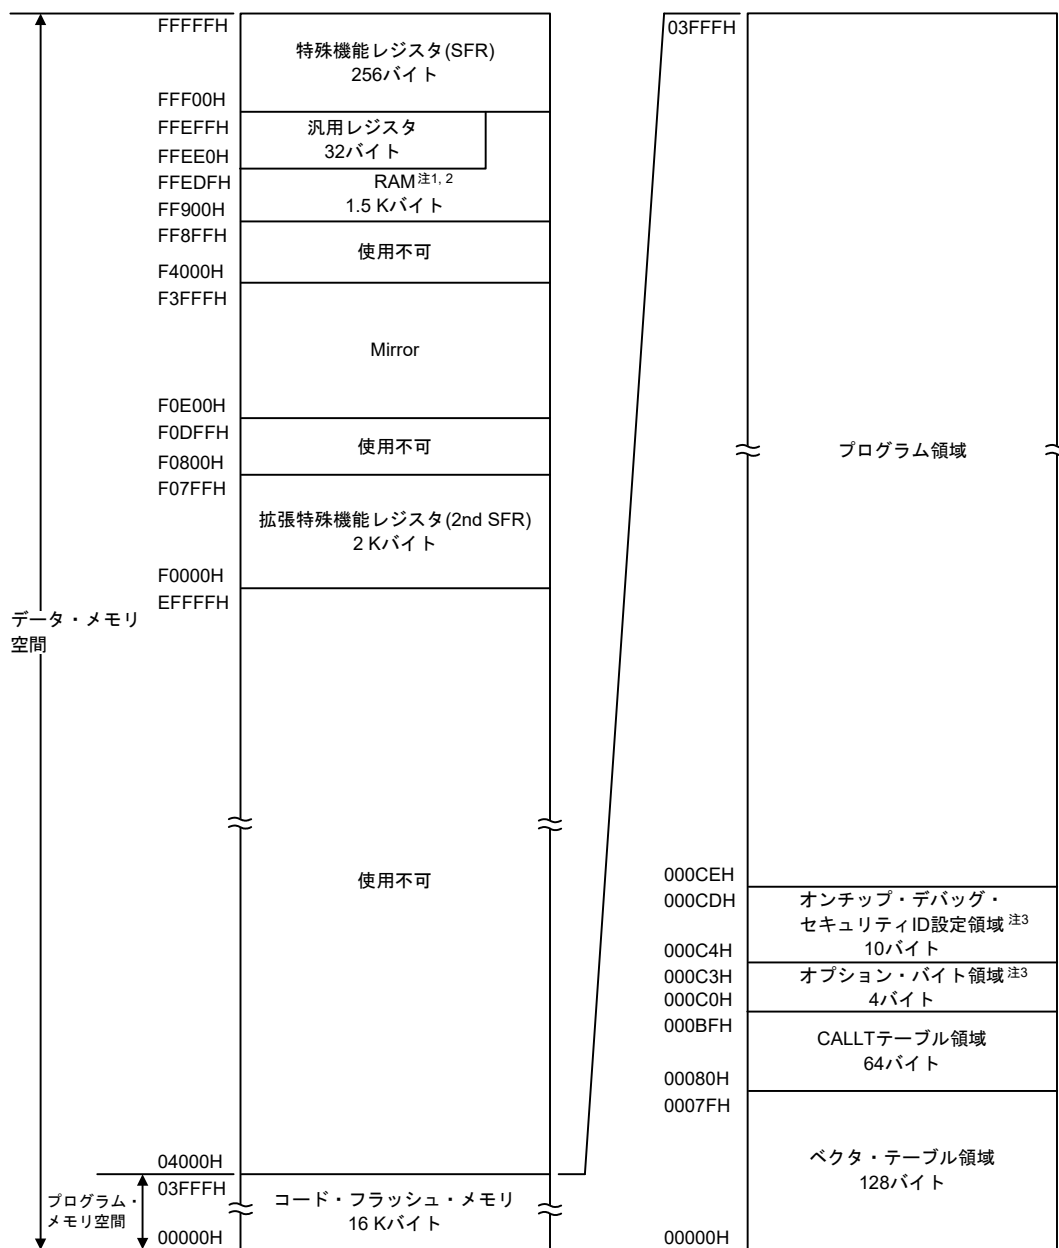 FFFFFH
特殊機能レジスタ(SFR)
256バイト
FFF00H
FFEFFH
汎用レジスタ
32バイト
FFEE0H
FFEDFH
RAM注1, 2
1.5 Kバイト
FF900H
FF8FFH
使用不可
F4000H
F3FFFH
Mirror
F0E00H
F0DFFH
使用不可
F0800H
F07FFH
拡張特殊機能レジスタ(2nd SFR)
2 Kバイト
F0000H
EFFFFH
データ・メモリ
空間
使用不可
04000H
03FFFH
プログラム・
メモリ空間
コード・フラッシュ・メモリ
16 Kバイト
00000H
03FFFH
プログラム領域
000CEH
000CDH
オンチップ・デバッグ・
セキュリティID設定領域注3
10バイト
000C4H
000C3H
オプション・バイト領域注3
4バイト
000C0H
000BFH
CALLTテーブル領域
64バイト
00080H
0007FH
ベクタ・テーブル領域
128バイト
00000H